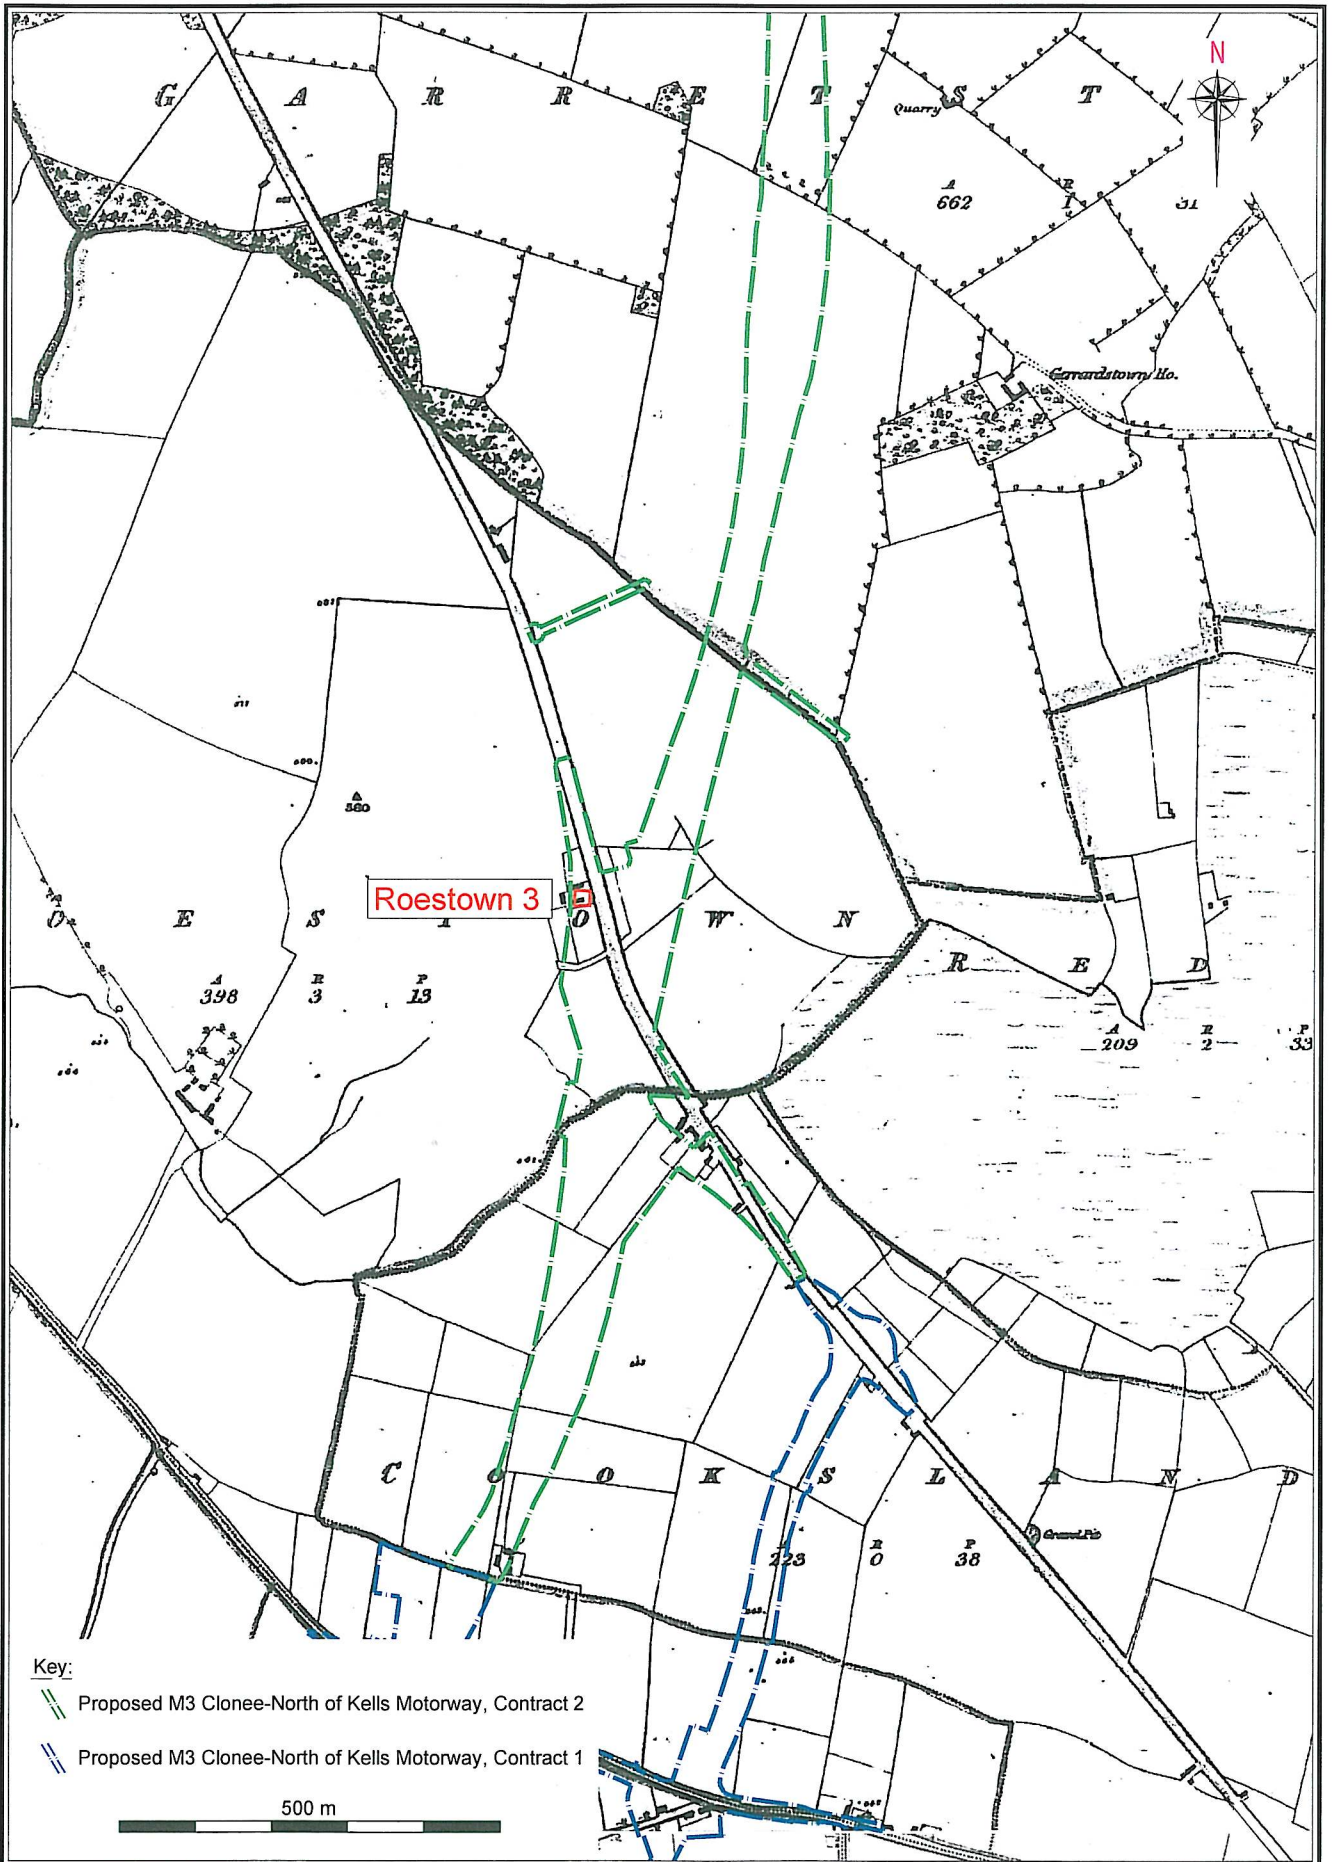 N
G A R R E T S T
Quarry
A R
662 1 31
Gerrardstown Ho.
580
Roestown 3
O E S T O W N
R E D
A R P
398 3 13
A R P
209 2 33
C O O K S L A N D
Gravel Pit
R P
223 0 38
Key:
Proposed M3 Clonee-North of Kells Motorway, Contract 2
Proposed M3 Clonee-North of Kells Motorway, Contract 1
500 m